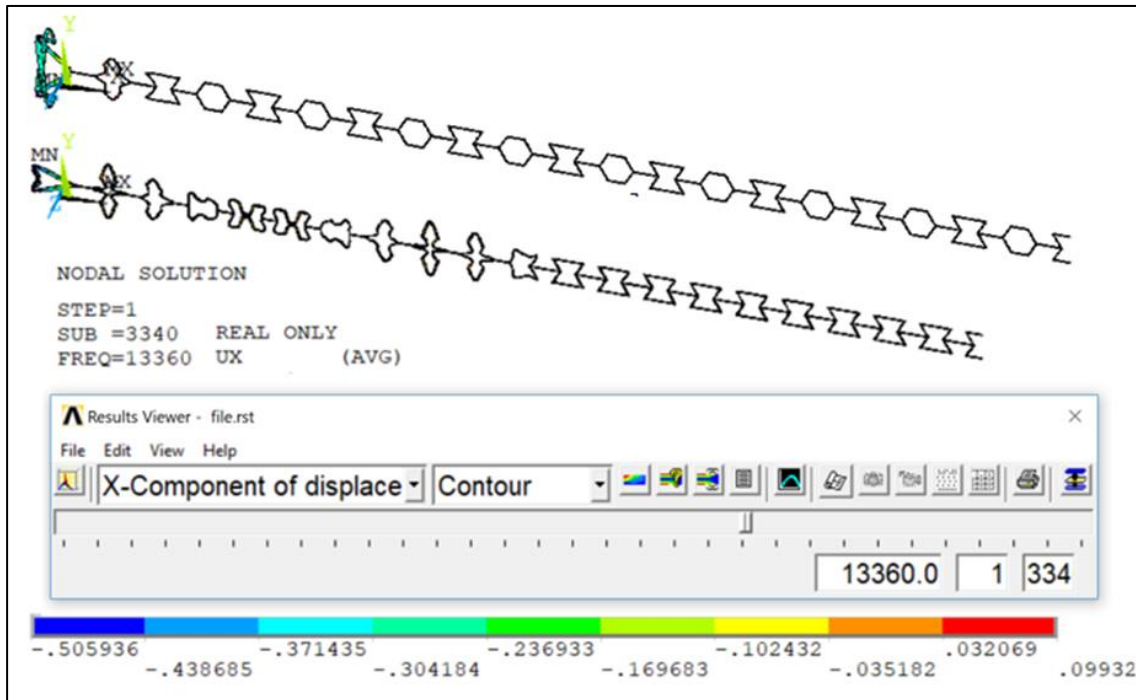 Y
MX
Y
MN
MX
Z
NODAL SOLUTION
STEP=1
SUB =3340 REAL ONLY
FREQ=13360 UX (AVG)
Results Viewer - file.rst
File Edit View Help
X-Component of displace Contour
13360.0 1 334
-.505936 -.371435 -.236933 -.102432 .032069
-.438685 -.304184 -.169683 -.035182 .09932